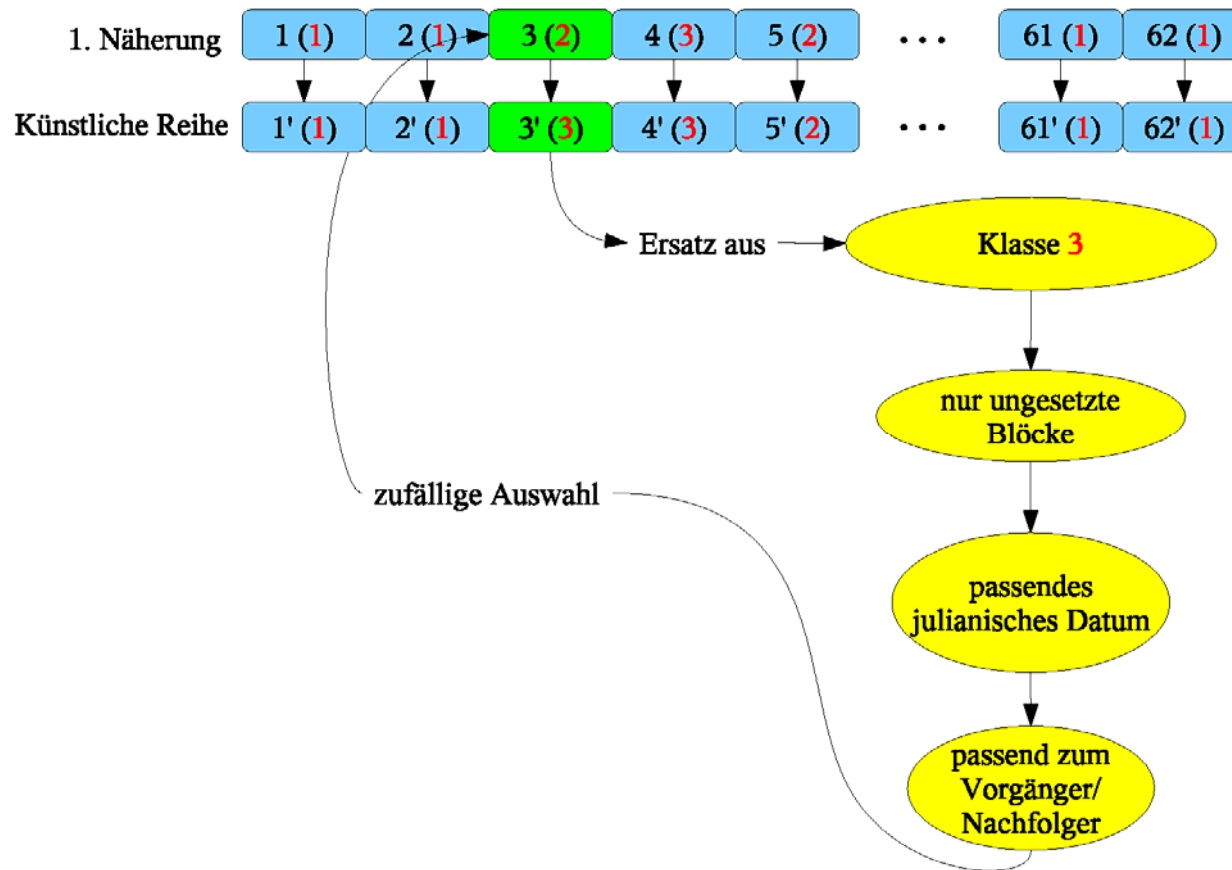 1. Näherung 1 (1) 2 (1) 3 (2) 4 (3) 5 (2) ··· 61 (1) 62 (1)
Künstliche Reihe 1' (1) 2' (1) 3' (3) 4' (3) 5' (2) ··· 61' (1) 62' (1)
Ersatz aus
Klasse 3
nur ungesetzte
Blöcke
zufällige Auswahl
passendes
julianisches Datum
passend zum
Vorgänger/
Nachfolger